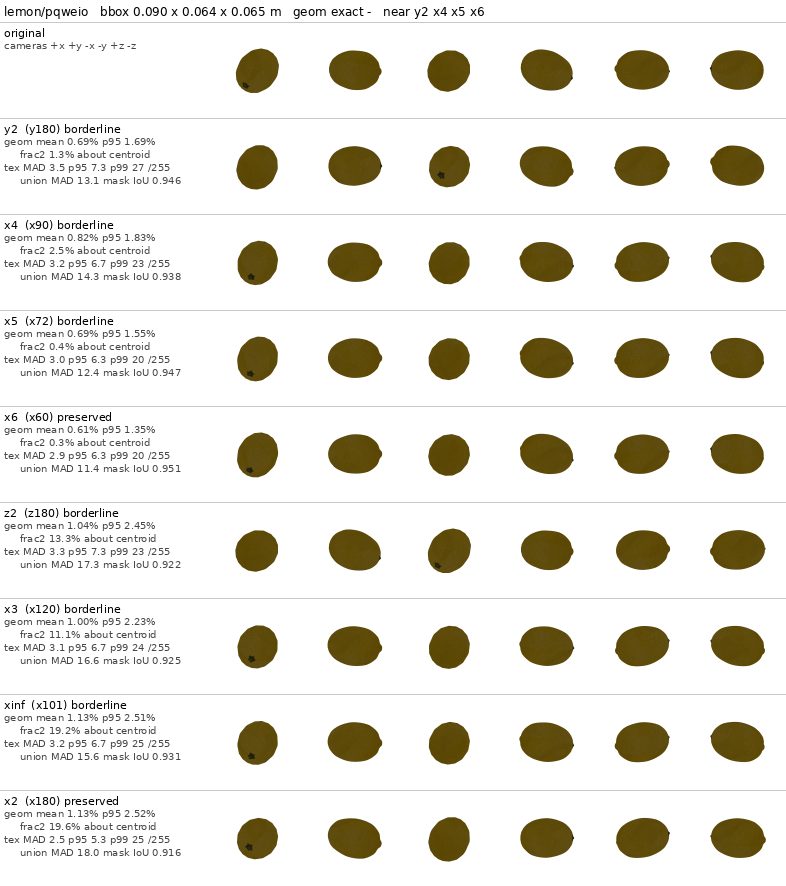 lemon/pqweio bbox 0.090 x 0.064 x 0.065 m geom exact - near y2 x4 x5 x6
original
cameras +x +y -x -y +z -z
y2 (y180) borderline
geom mean 0.69% p95 1.69%
frac2 1.3% about centroid
tex MAD 3.5 p95 7.3 p99 27 /255
union MAD 13.1 mask IoU 0.946
x4 (x90) borderline
geom mean 0.82% p95 1.83%
frac2 2.5% about centroid
tex MAD 3.2 p95 6.7 p99 23 /255
union MAD 14.3 mask IoU 0.938
x5 (x72) borderline
geom mean 0.69% p95 1.55%
frac2 0.4% about centroid
tex MAD 3.0 p95 6.3 p99 20 /255
union MAD 12.4 mask IoU 0.947
x6 (x60) preserved
geom mean 0.61% p95 1.35%
frac2 0.3% about centroid
tex MAD 2.9 p95 6.3 p99 20 /255
union MAD 11.4 mask IoU 0.951
z2 (z180) borderline
geom mean 1.04% p95 2.45%
frac2 13.3% about centroid
tex MAD 3.3 p95 7.3 p99 23 /255
union MAD 17.3 mask IoU 0.922
x3 (x120) borderline
geom mean 1.00% p95 2.23%
frac2 11.1% about centroid
tex MAD 3.1 p95 6.7 p99 24 /255
union MAD 16.6 mask IoU 0.925
xinf (x101) borderline
geom mean 1.13% p95 2.51%
frac2 19.2% about centroid
tex MAD 3.2 p95 6.7 p99 25 /255
union MAD 15.6 mask IoU 0.931
x2 (x180) preserved
geom mean 1.13% p95 2.52%
frac2 19.6% about centroid
tex MAD 2.5 p95 5.3 p99 25 /255
union MAD 18.0 mask IoU 0.916